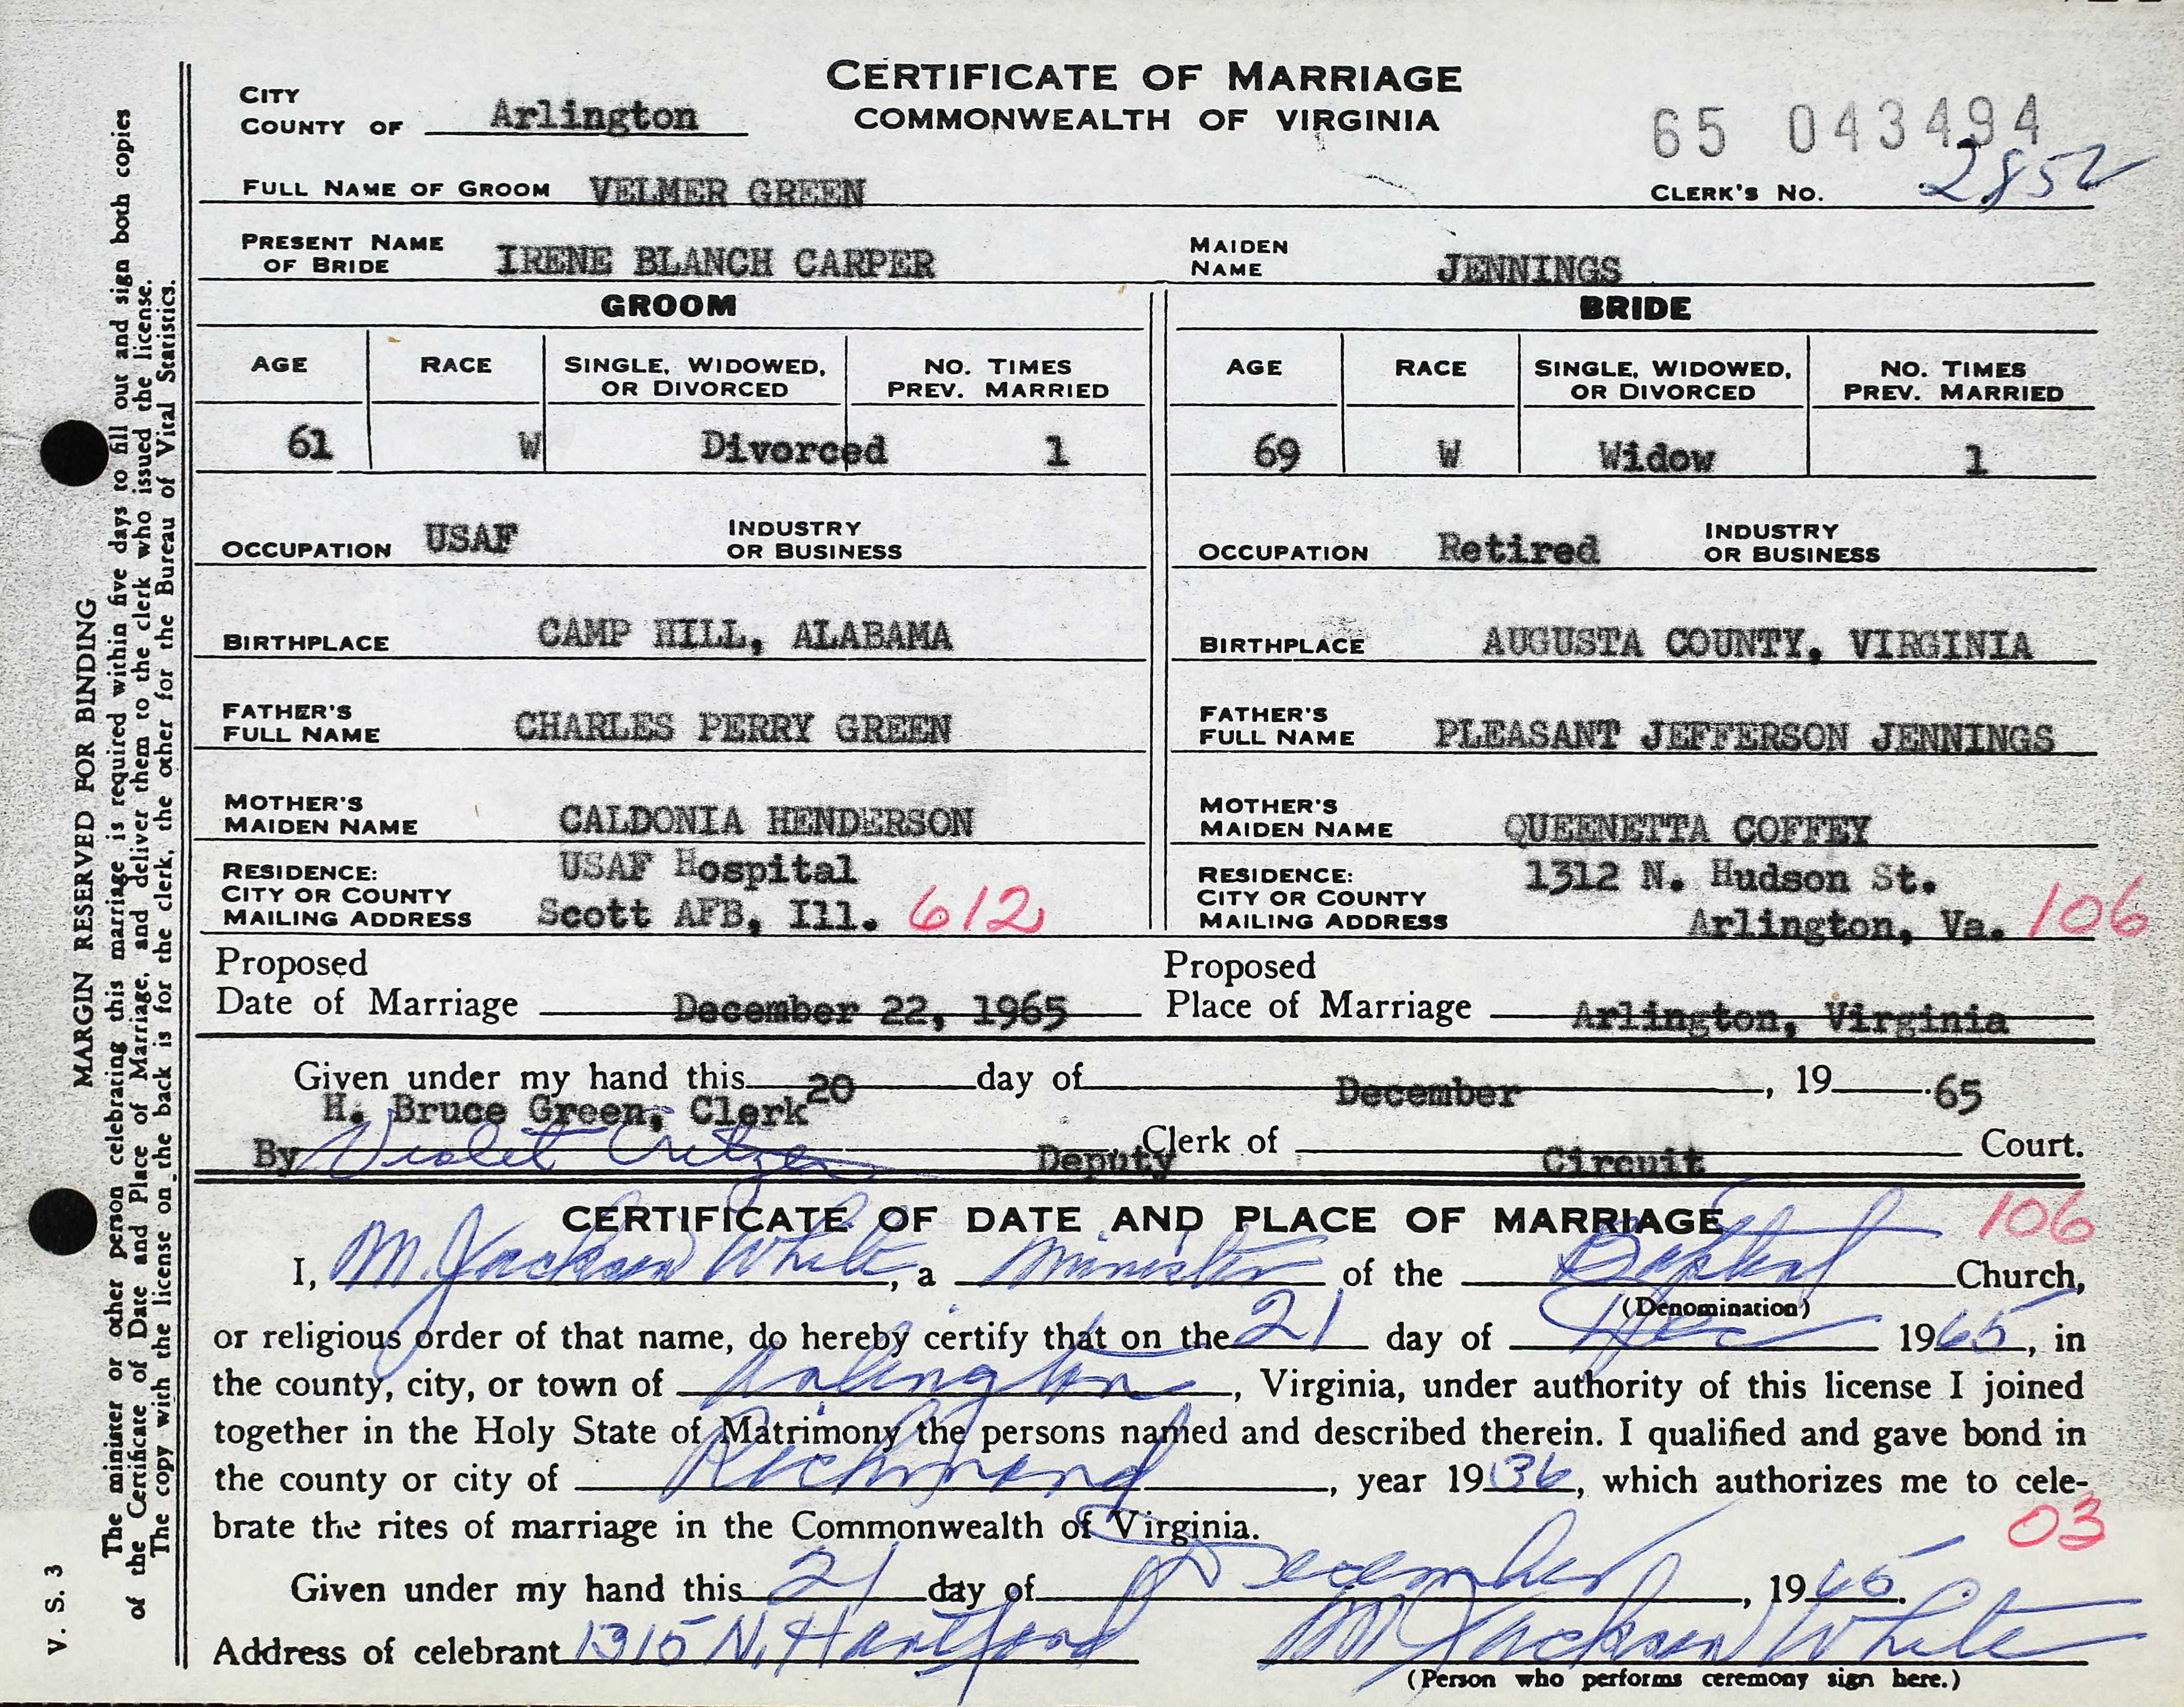 CERTIFICATE OF MARRIAGE
COMMONWEALTH OF VIRGINIA
CITY
COUNTY OF Arlington
65 043494
FULL NAME OF GROOM VELMER GREEN
CLERK'S NO. 2852
PRESENT NAME OF BRIDE IRENE BLANCH CARPER
MAIDEN NAME JENNINGS
GROOM
AGE RACE SINGLE, WIDOWED, OR DIVORCED NO. TIMES PREV. MARRIED
61 W Divorced 1
OCCUPATION USAF INDUSTRY OR BUSINESS
BIRTHPLACE CAMP HILL, ALABAMA
FATHER'S FULL NAME CHARLES PERRY GREEN
MOTHER'S MAIDEN NAME CALDONIA HENDERSON
RESIDENCE: USAF Hospital
CITY OR COUNTY
MAILING ADDRESS Scott AFB, Ill. 612
BRIDE
AGE RACE SINGLE, WIDOWED, OR DIVORCED NO. TIMES PREV. MARRIED
69 W Widow 1
OCCUPATION Retired INDUSTRY OR BUSINESS
BIRTHPLACE AUGUSTA COUNTY, VIRGINIA
FATHER'S FULL NAME PLEASANT JEFFERSON JENNINGS
MOTHER'S MAIDEN NAME QUEENETTA COFFEY
RESIDENCE: 1312 N. Hudson St.
CITY OR COUNTY
MAILING ADDRESS Arlington, Va. 106
Proposed Date of Marriage December 22, 1965
Proposed Place of Marriage Arlington, Virginia
Given under my hand this 20 day of December, 19 65
H. Bruce Green, Clerk
By Violet Critzer Deputy Clerk of Circuit Court.
CERTIFICATE OF DATE AND PLACE OF MARRIAGE 106
I, M. Jackson White, a Minister of the Baptist Church,
(Denomination)
or religious order of that name, do hereby certify that on the 21 day of Dec 1965, in
the county, city, or town of Arlington, Virginia, under authority of this license I joined
together in the Holy State of Matrimony the persons named and described therein. I qualified and gave bond in
the county or city of Richmond, year 1936, which authorizes me to cele-
brate the rites of marriage in the Commonwealth of Virginia. 03
Given under my hand this 21 day of December, 1965.
Address of celebrant 1315 N. Hartford M Jackson White
(Person who performs ceremony sign here.)
MARGIN RESERVED FOR BINDING
The minister or other person celebrating this marriage is required within five days to fill out and sign both copies
of the Certificate of Date and Place of Marriage, and deliver them to the clerk who issued the license.
The copy with the license on the back is for the clerk, the other for the Bureau of Vital Statistics.
V. S. 3